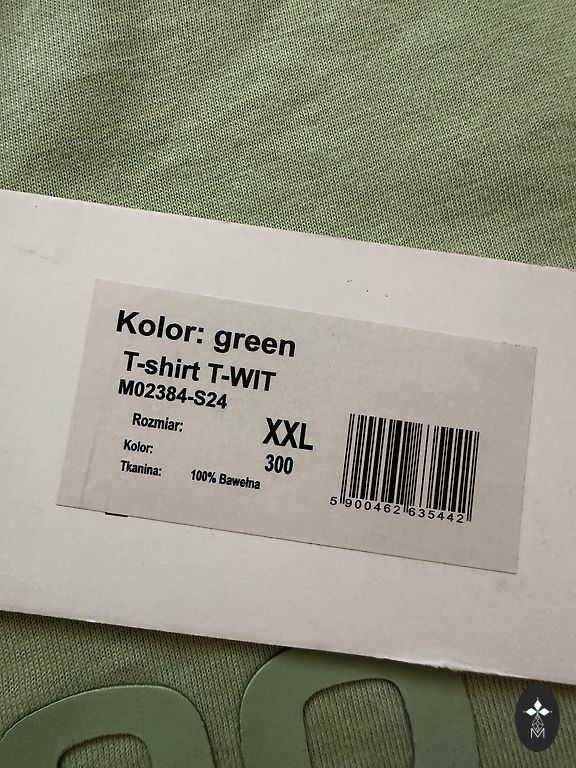 Kolor: green
T-shirt T-WIT
M02384-S24
Rozmiar: XXL
Kolor: 300
Tkanina: 100% Bawełna
5 900462 635442
M